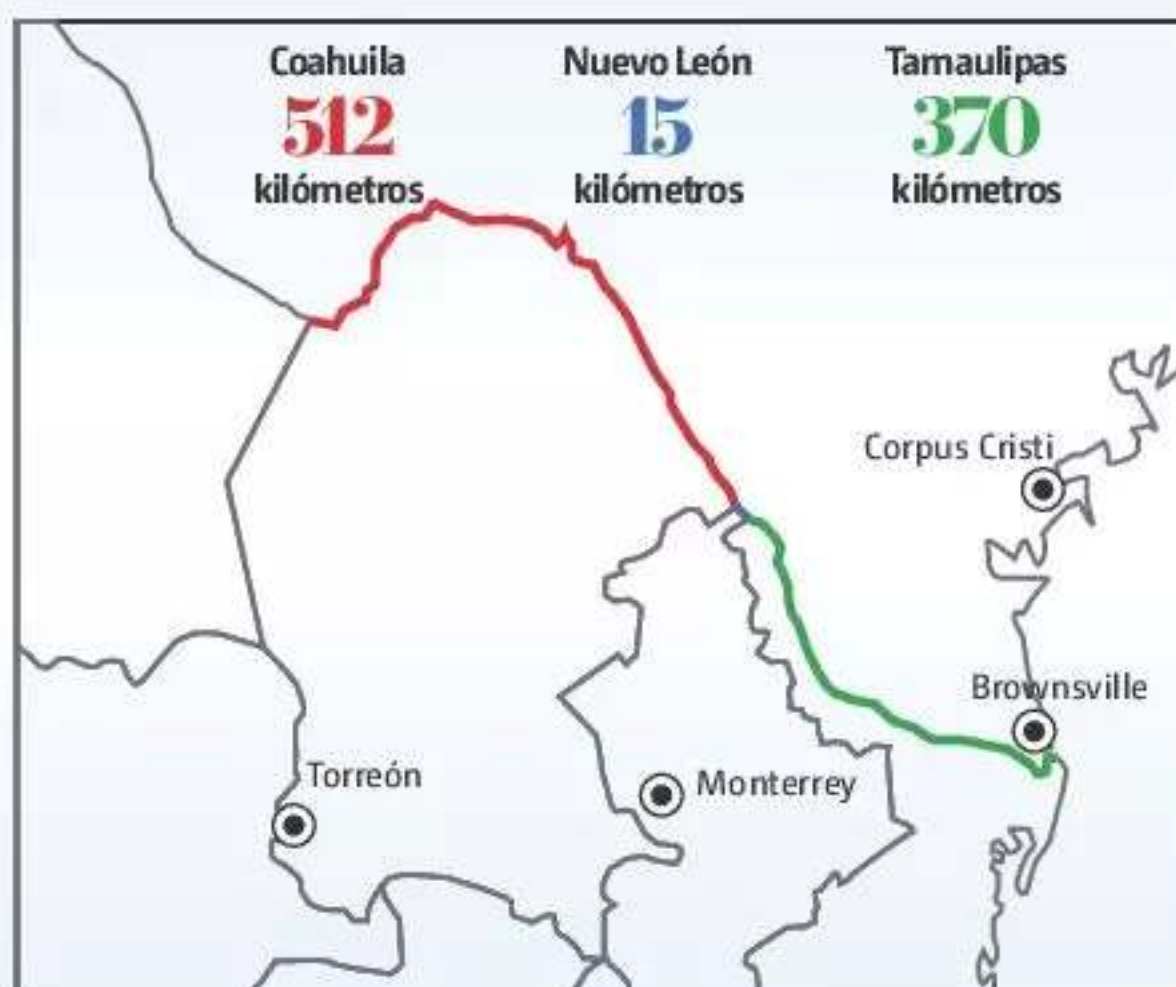 Coahuila
512
kilómetros
Nuevo León
15
kilómetros
Tamaulipas
370
kilómetros
Corpus Cristi
Brownsville
Torreón
Monterrey